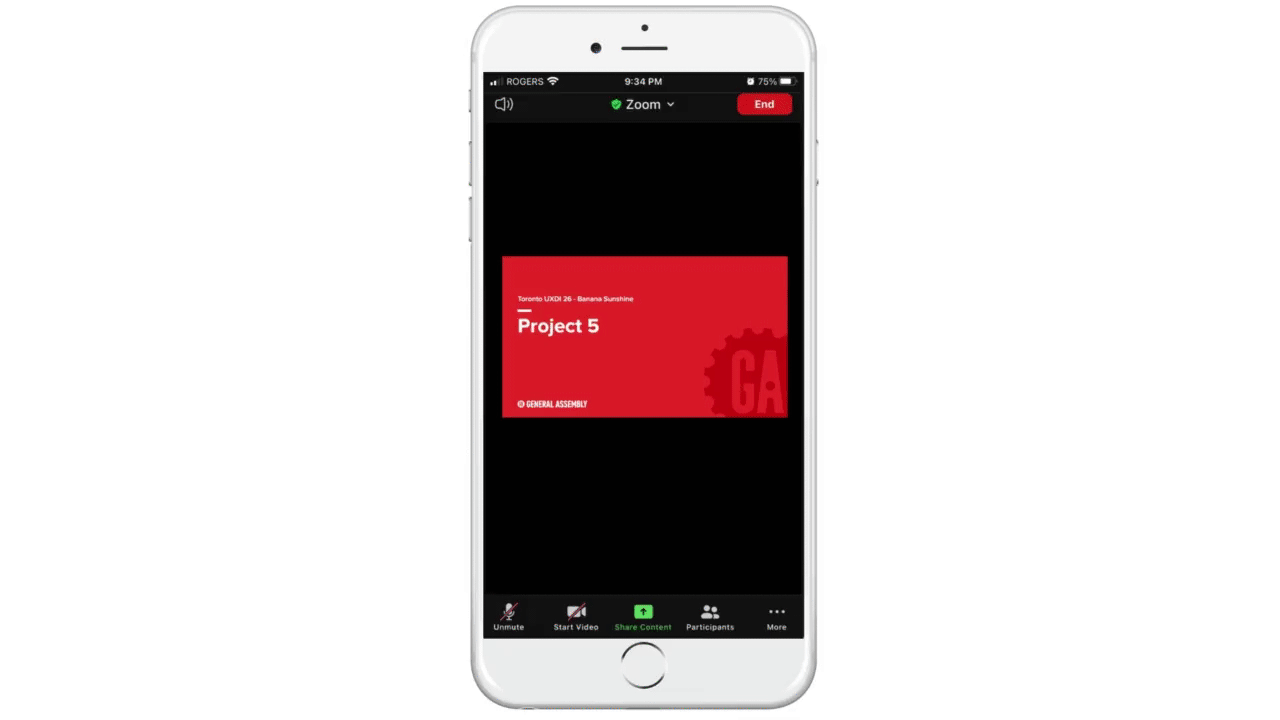 ROGERS 9:34 PM 75%
Zoom End
Toronto UXDI 26 - Banana Sunshine
Project 5
GA
GENERAL ASSEMBLY
Unmute Start Video Share Content Participants More